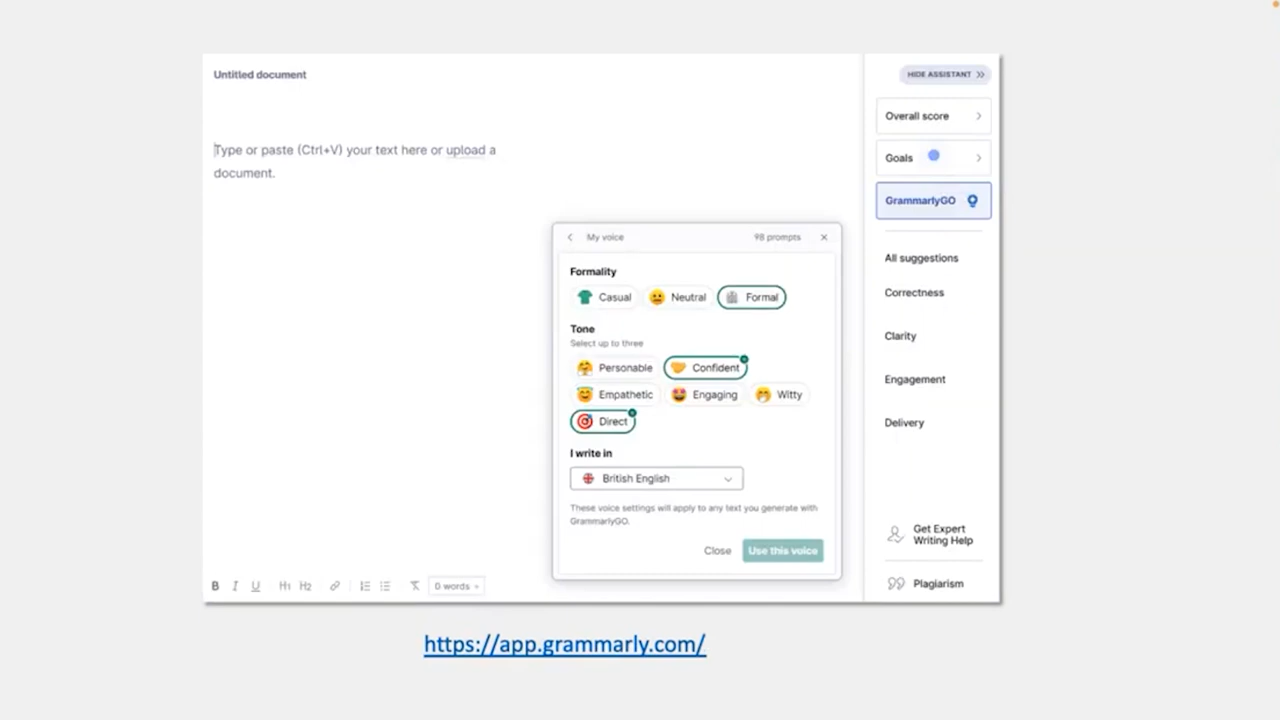 Untitled document
HIDE ASSISTANT
Overall score
Type or paste (Ctrl+V) your text here or upload a
document.
Goals
GrammarlyGO
My voice 98 prompts
Formality
Casual Neutral Formal
Tone
Select up to three
Personable Confident
Empathetic Engaging Witty
Direct
I write in
British English
These voice settings will apply to any text you generate with
GrammarlyGO.
Close Use this voice
All suggestions
Correctness
Clarity
Engagement
Delivery
Get Expert
Writing Help
Plagiarism
B I U H1 H2 0 words
https://app.grammarly.com/